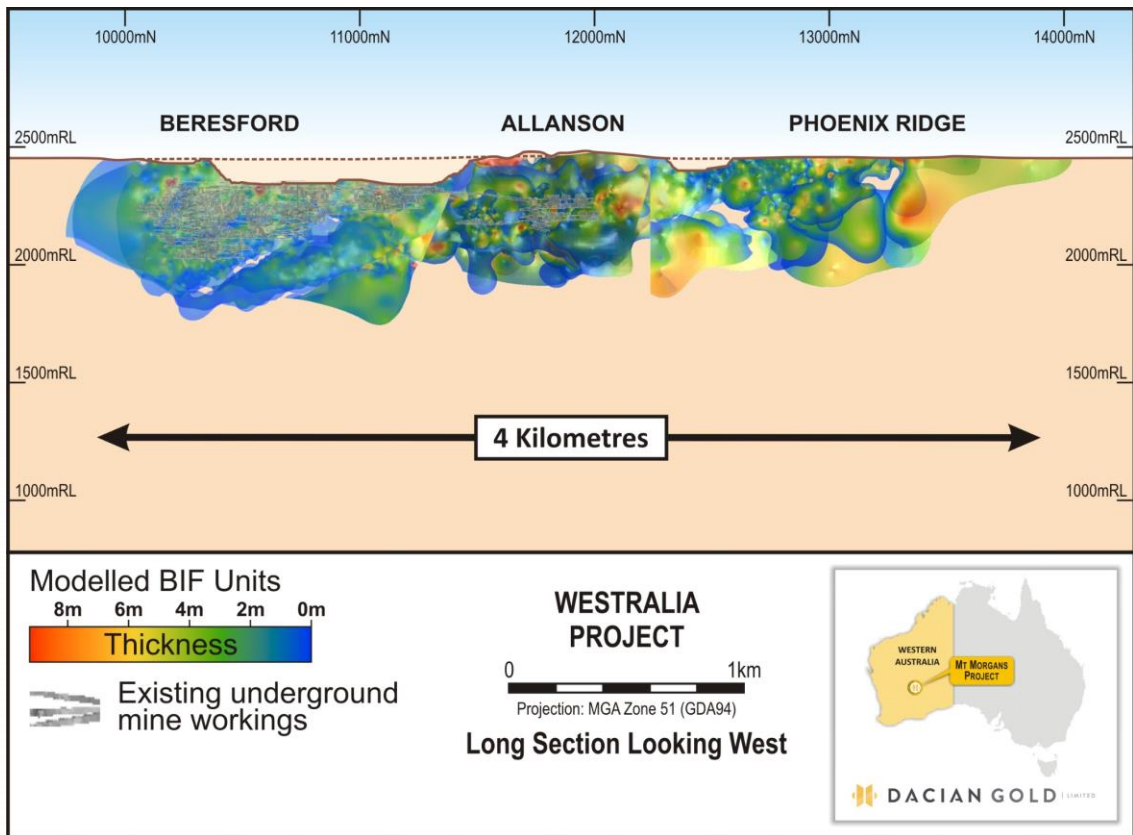 10000mN
11000mN
12000mN
13000mN
14000mN
BERESFORD
ALLANSON
PHOENIX RIDGE
2500mRL
2500mRL
2000mRL
2000mRL
1500mRL
1500mRL
4 Kilometres
1000mRL
1000mRL
Modelled BIF Units
8m 6m 4m 2m 0m
Thickness
Existing underground
mine workings
WESTRALIA
PROJECT
0 1km
Projection: MGA Zone 51 (GDA94)
Long Section Looking West
WESTERN
AUSTRALIA
MT MORGANS
PROJECT
DACIAN GOLD LIMITED